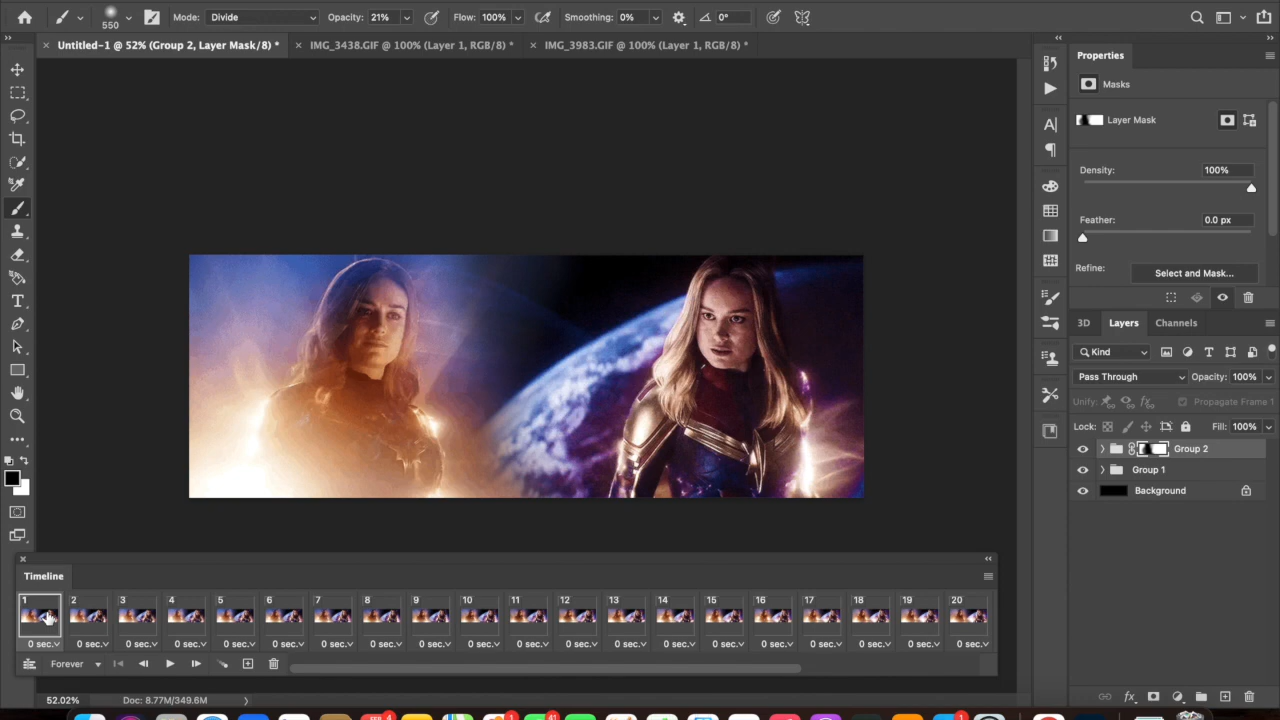 550 Mode: Divide Opacity: 21% Flow: 100% Smoothing: 0% 0°
Untitled-1 @ 52% (Group 2, Layer Mask/8) * IMG_3438.GIF @ 100% (Layer 1, RGB/8) * IMG_3983.GIF @ 100% (Layer 1, RGB/8) *
Properties
Masks
Layer Mask
Density: 100%
Feather: 0.0 px
Refine: Select and Mask...
3D Layers Channels
Kind
Pass Through Opacity: 100%
Unify: Propagate Frame 1
Lock: Fill: 100%
Group 2
Group 1
Background
Timeline
1 2 3 4 5 6 7 8 9 10 11 12 13 14 15 16 17 18 19 20
0 sec. 0 sec. 0 sec. 0 sec. 0 sec. 0 sec. 0 sec. 0 sec. 0 sec. 0 sec. 0 sec. 0 sec. 0 sec. 0 sec. 0 sec. 0 sec. 0 sec. 0 sec. 0 sec. 0 sec.
Forever
52.02% Doc: 8.77M/349.6M
4 1 41 1